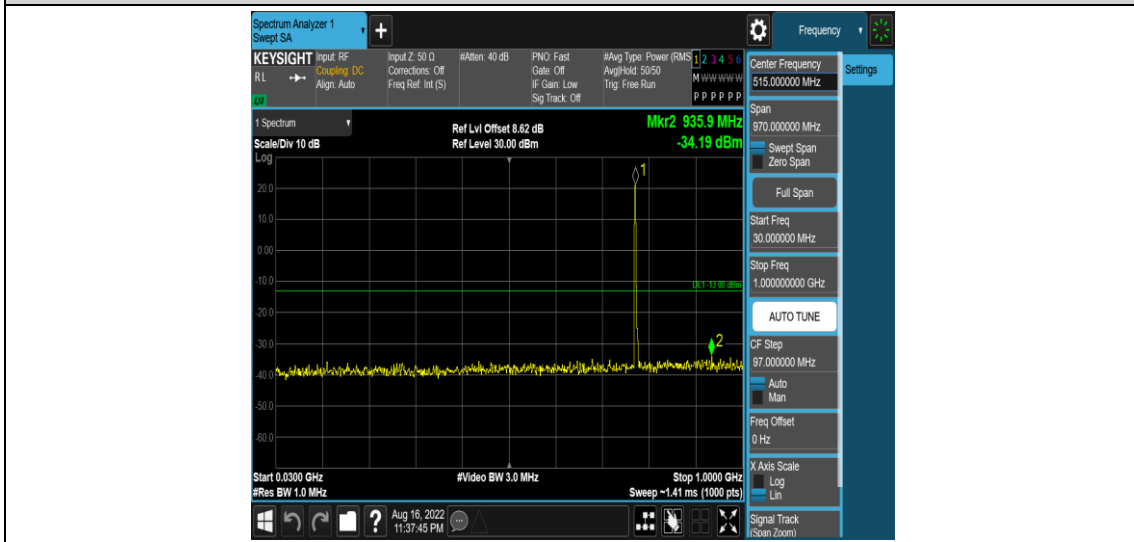 Spectrum Analyzer 1
Swept SA
+
Frequency
KEYSIGHT
RL
Input: RF
Coupling: DC
Align: Auto
Input Z: 50 Ω
Corrections: Off
Freq Ref: Int (S)
#Atten: 40 dB
PNO: Fast
Gate: Off
IF Gain: Low
Sig Track: Off
#Avg Type: Power (RMS
Avg|Hold: 50/50
Trig: Free Run
1 2 3 4 5 6
M W W W W W
P P P P P P
1 Spectrum
Scale/Div 10 dB
Ref Lvl Offset 8.62 dB
Ref Level 30.00 dBm
Mkr2 935.9 MHz
-34.19 dBm
Log
20.0
10.0
0.00
-10.0
-20.0
-30.0
-40.0
-50.0
-60.0
1
DL1 -13.00 dBm
2
Start 0.0300 GHz
#Res BW 1.0 MHz
#Video BW 3.0 MHz
Stop 1.0000 GHz
Sweep ~1.41 ms (1000 pts)
Aug 16, 2022
11:37:45 PM
Center Frequency
515.000000 MHz
Settings
Span
970.000000 MHz
Swept Span
Zero Span
Full Span
Start Freq
30.000000 MHz
Stop Freq
1.000000000 GHz
AUTO TUNE
CF Step
97.000000 MHz
Auto
Man
Freq Offset
0 Hz
X Axis Scale
Log
Lin
Signal Track
(Span Zoom)